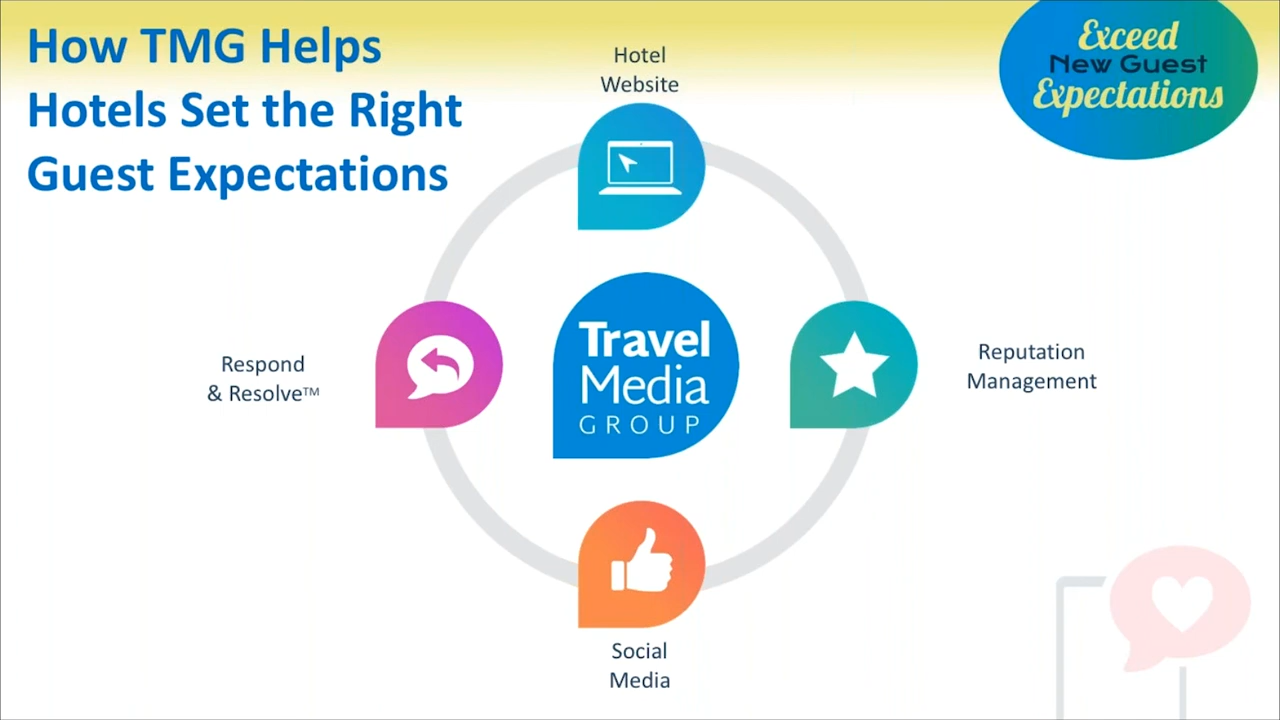 How TMG Helps
Hotels Set the Right
Guest Expectations
Exceed
New Guest
Expectations
Hotel
Website
Respond
& Resolve™
Travel
Media
GROUP
Reputation
Management
Social
Media